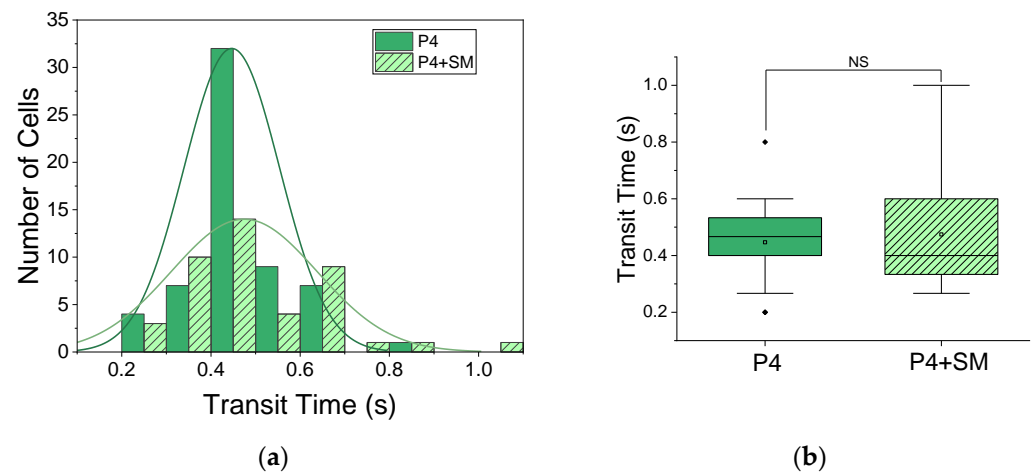 35
30
25
20
15
10
5
0
Number of Cells
P4
P4+SM
0.2 0.4 0.6 0.8 1.0
Transit Time (s)
(a)
NS
1.0
0.8
0.6
0.4
0.2
Transit Time (s)
P4 P4+SM
(b)